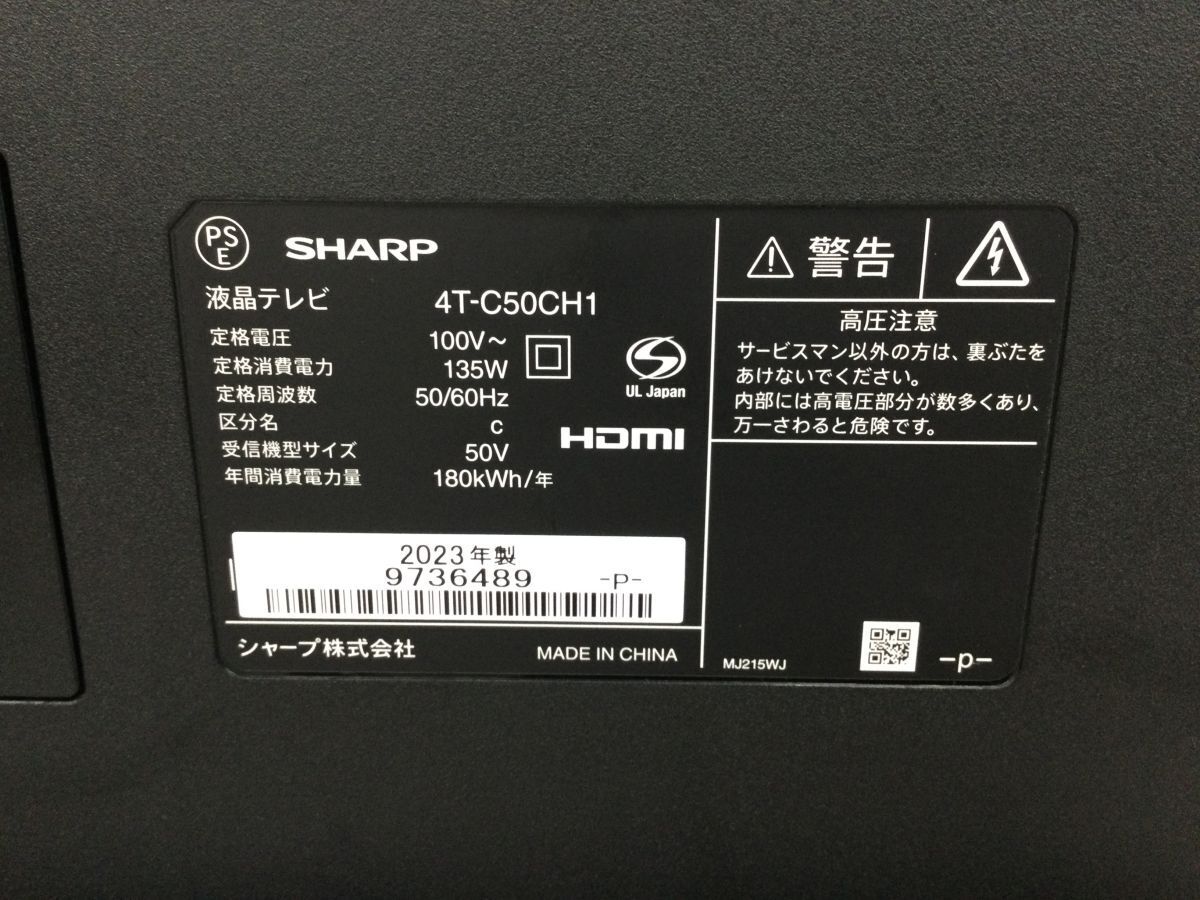 PS
E
SHARP
液晶テレビ 4T-C50CH1
定格電圧 100V～
定格消費電力 135W
定格周波数 50/60Hz
区分名 c
受信機型サイズ 50V
年間消費電力量 180kWh/年
UL Japan
HDMI
2023年製
9736489 -P-
シャープ株式会社 MADE IN CHINA
警告
高圧注意
サービスマン以外の方は、裏ぶたを
あけないでください。
内部には高電圧部分が数多くあり、
万一さわると危険です。
MJ215WJ -p-